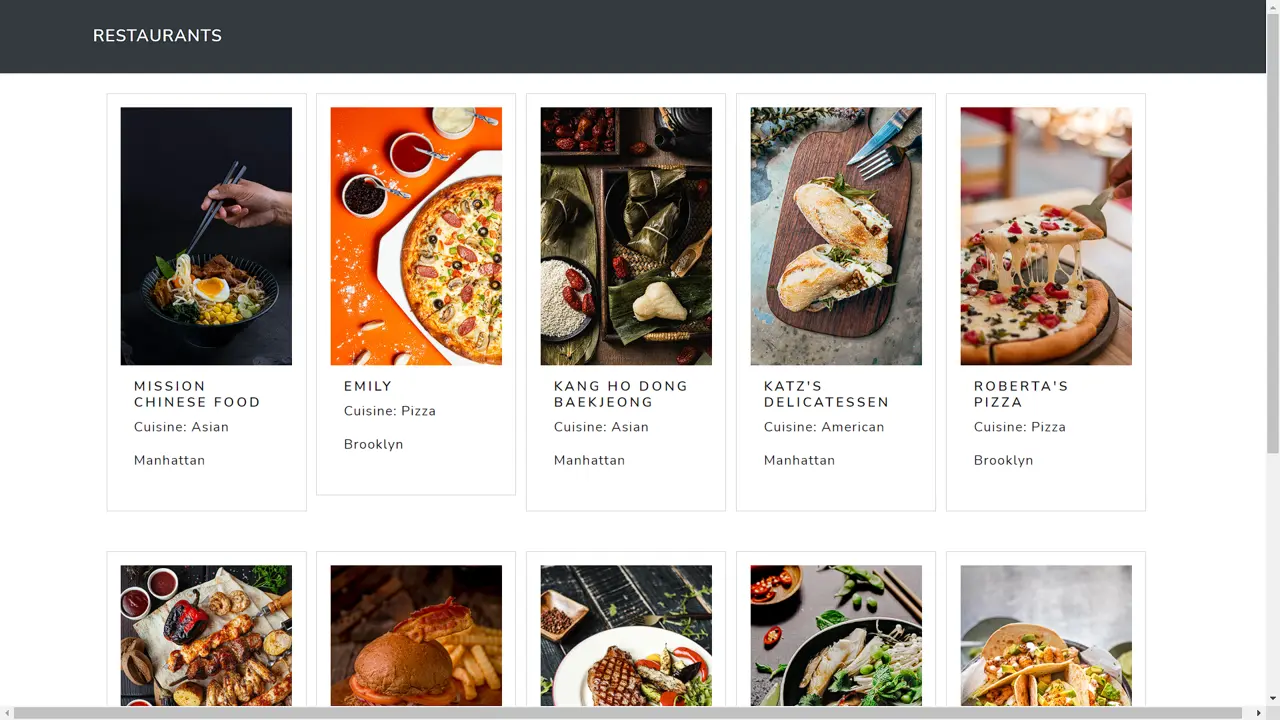 RESTAURANTS
MISSION
CHINESE FOOD
Cuisine: Asian
Manhattan
EMILY
Cuisine: Pizza
Brooklyn
KANG HO DONG
BAEKJEONG
Cuisine: Asian
Manhattan
KATZ'S
DELICATESSEN
Cuisine: American
Manhattan
ROBERTA'S
PIZZA
Cuisine: Pizza
Brooklyn